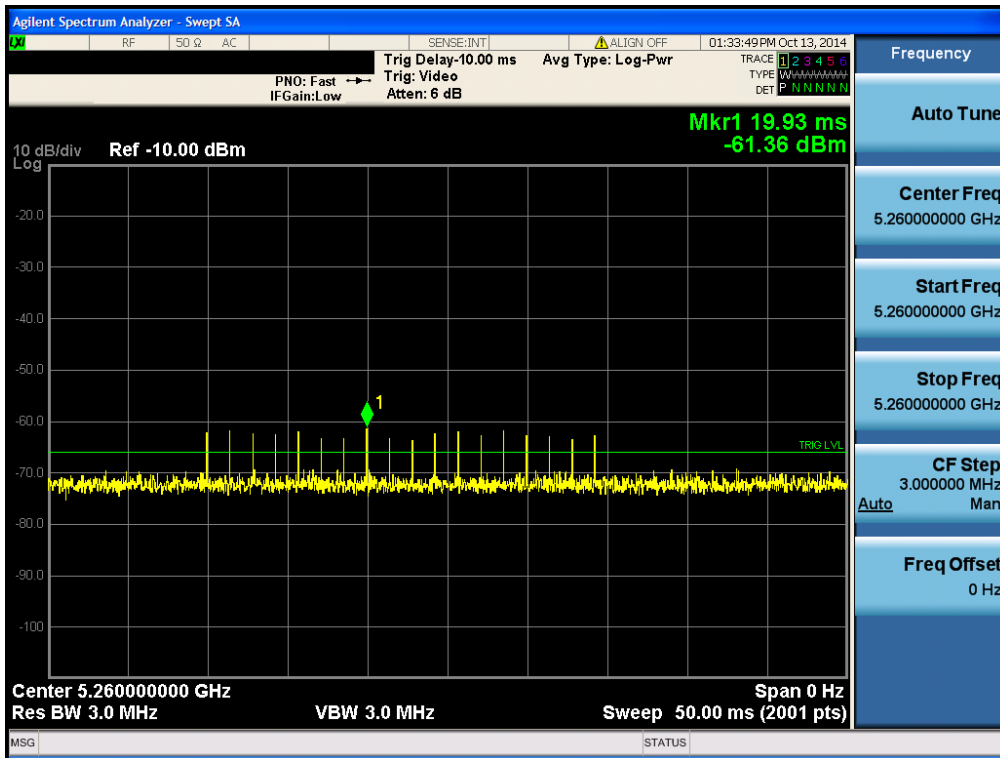 Agilent Spectrum Analyzer - Swept SA
LXI RF 50 Ω AC SENSE:INT ALIGN OFF 01:33:49 PM Oct 13, 2014
Trig Delay-10.00 ms Avg Type: Log-Pwr TRACE 1 2 3 4 5 6
PNO: Fast Trig: Video TYPE
IFGain:Low Atten: 6 dB DET P N N N N N
Mkr1 19.93 ms
-61.36 dBm
10 dB/div Ref -10.00 dBm
Log
-20.0
-30.0
-40.0
-50.0
1
-60.0
TRIG LVL
-70.0
-80.0
-90.0
-100
Center 5.260000000 GHz Span 0 Hz
Res BW 3.0 MHz VBW 3.0 MHz Sweep 50.00 ms (2001 pts)
MSG STATUS
Frequency
Auto Tune
Center Freq
5.260000000 GHz
Start Freq
5.260000000 GHz
Stop Freq
5.260000000 GHz
CF Step
3.000000 MHz
Auto Man
Freq Offset
0 Hz